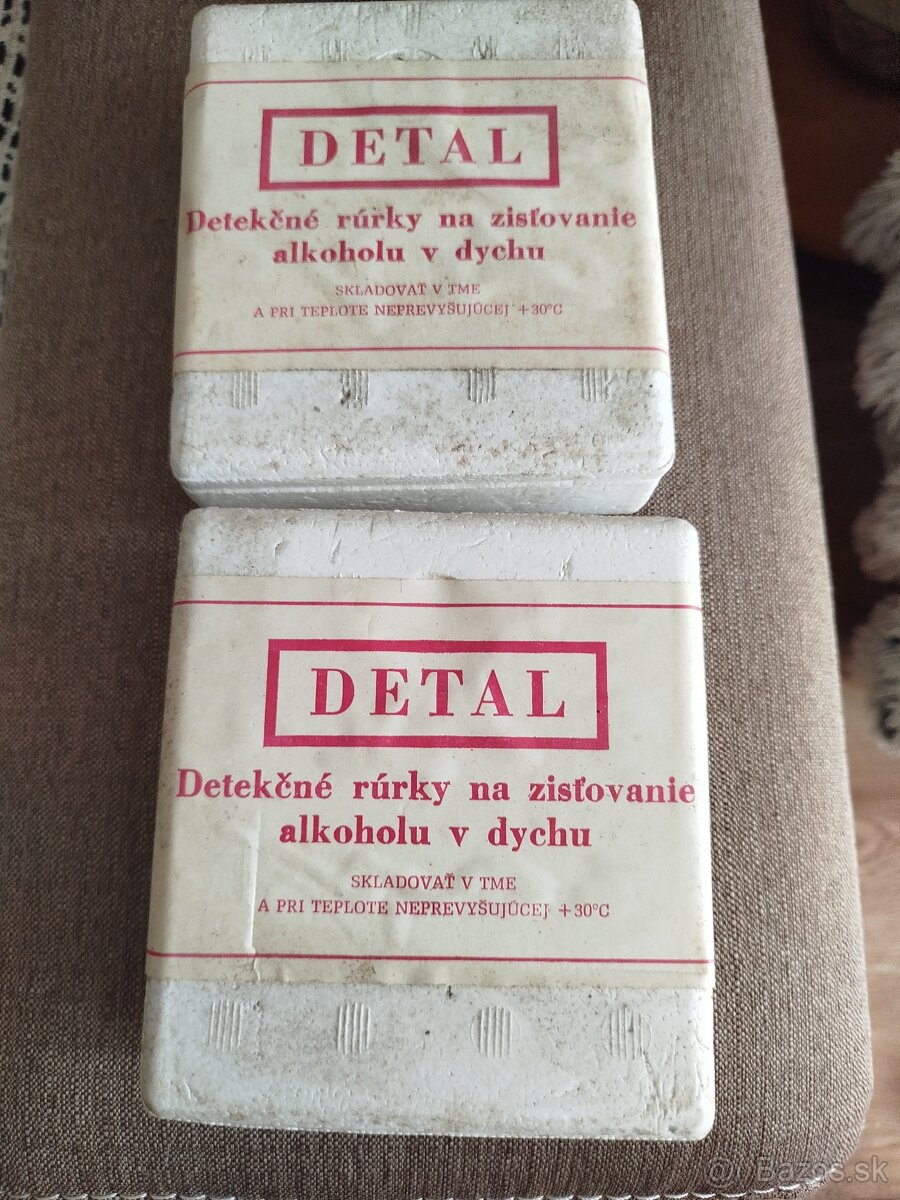 DETAL
Detekčné rúrky na zisťovanie
alkoholu v dychu
SKLADOVAŤ V TME
A PRI TEPLOTE NEPREVYŠUJÚCEJ +30°C
DETAL
Detekčné rúrky na zisťovanie
alkoholu v dychu
SKLADOVAŤ V TME
A PRI TEPLOTE NEPREVYŠUJÚCEJ +30°C
Bazos.sk